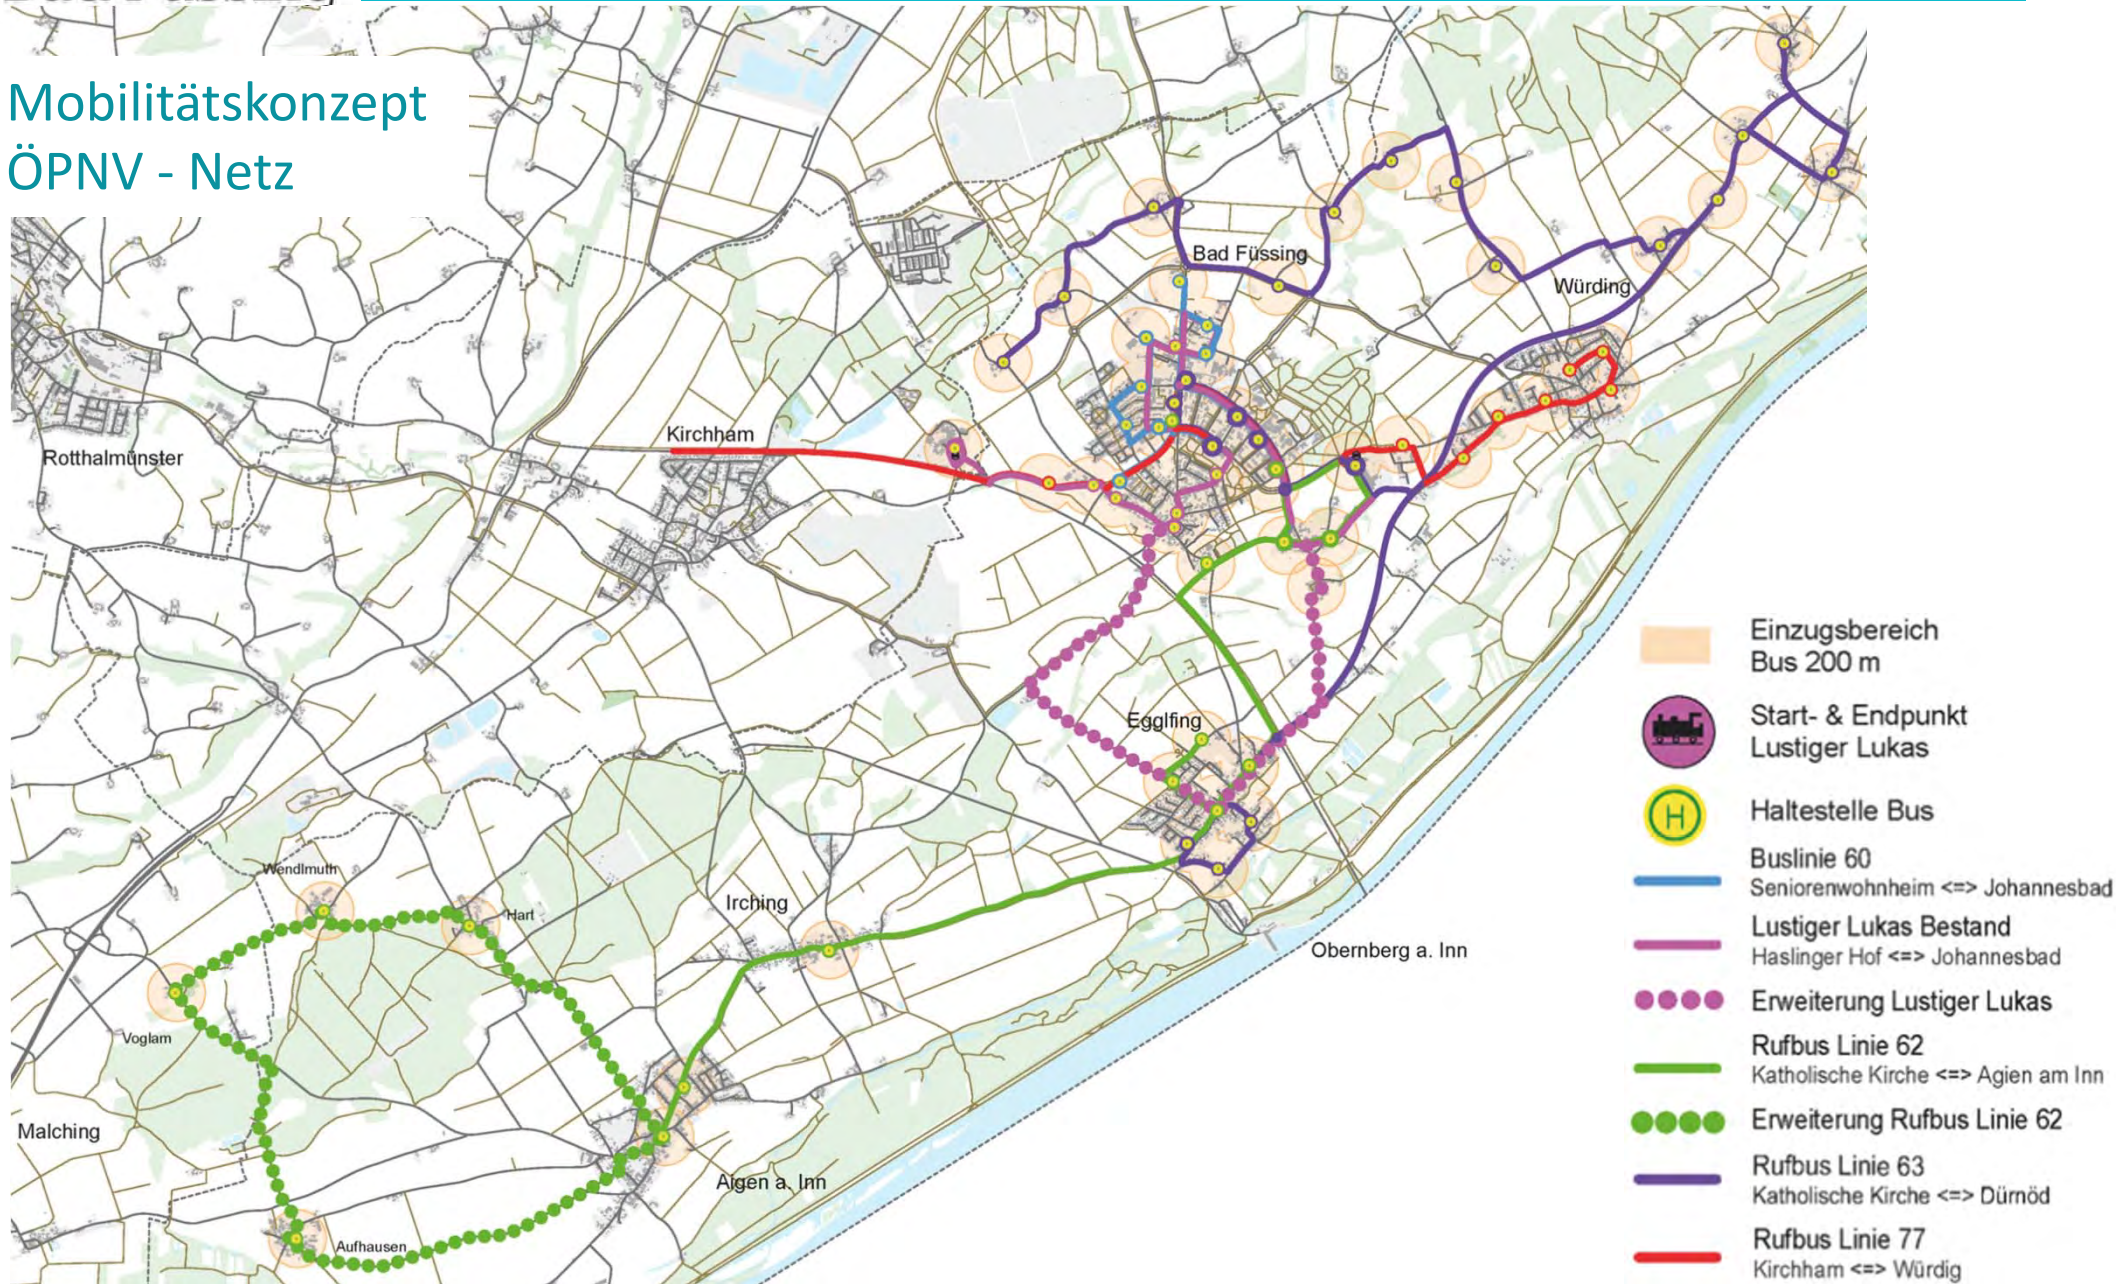 Mobilitätskonzept
ÖPNV - Netz
Bad Füssing
Würding
Kirchham
Rotthalmünster
Egglfing
Wendlmuth
Hart
Irching
Obernberg a. Inn
Voglam
Malching
Aigen a. Inn
Aufhausen
Einzugsbereich
Bus 200 m
Start- & Endpunkt
Lustiger Lukas
H
Haltestelle Bus
Buslinie 60
Seniorenwohnheim <=> Johannesbad
Lustiger Lukas Bestand
Haslinger Hof <=> Johannesbad
Erweiterung Lustiger Lukas
Rufbus Linie 62
Katholische Kirche <=> Agien am Inn
Erweiterung Rufbus Linie 62
Rufbus Linie 63
Katholische Kirche <=> Dürnöd
Rufbus Linie 77
Kirchham <=> Würdig